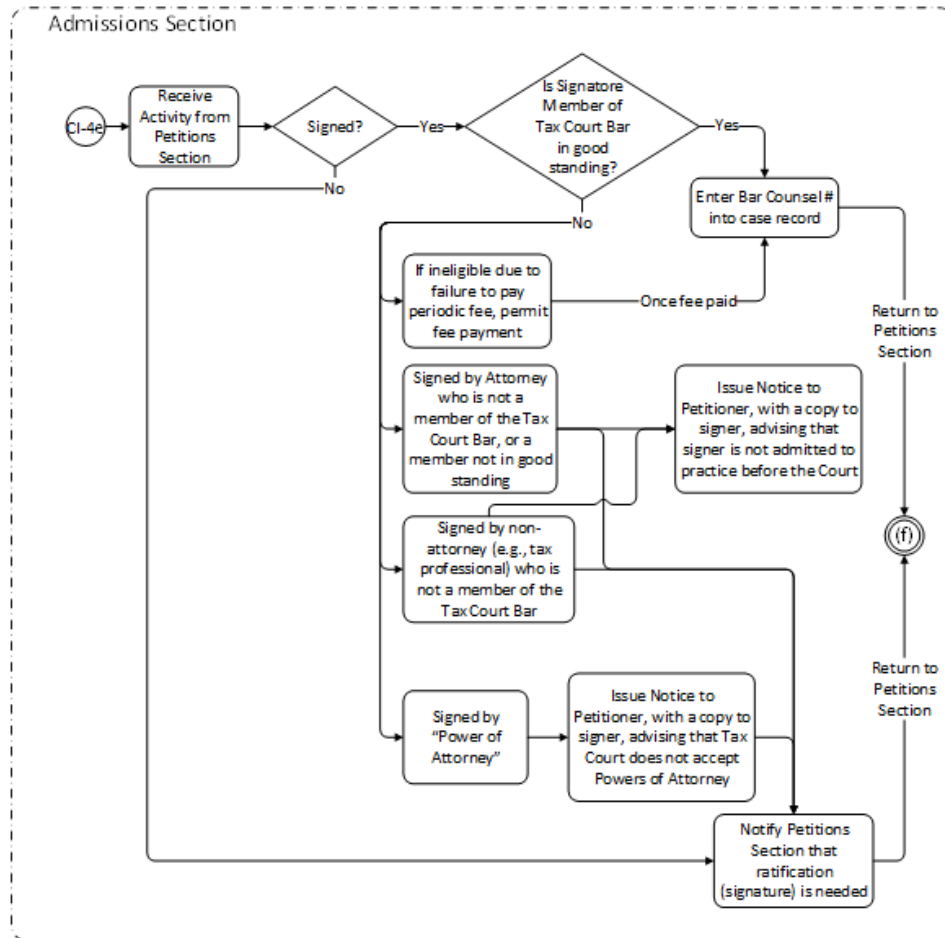 Admissions Section
CI-4e
Receive
Activity from
Petitions
Section
Signed?
Yes
No
Is Signatore
Member of
Tax Court Bar
in good
standing?
Yes
No
Enter Bar Counsel #
into case record
If ineligible due to
failure to pay
periodic fee, permit
fee payment
Once fee paid
Return to
Petitions
Section
Signed by Attorney
who is not a
member of the Tax
Court Bar, or a
member not in good
standing
Issue Notice to
Petitioner, with a copy to
signer, advising that
signer is not admitted to
practice before the Court
Signed by non-
attorney (e.g., tax
professional) who is
not a member of the
Tax Court Bar
(f)
Signed by
“Power of
Attorney”
Issue Notice to
Petitioner, with a copy to
signer, advising that Tax
Court does not accept
Powers of Attorney
Return to
Petitions
Section
Notify Petitions
Section that
ratification
(signature) is needed